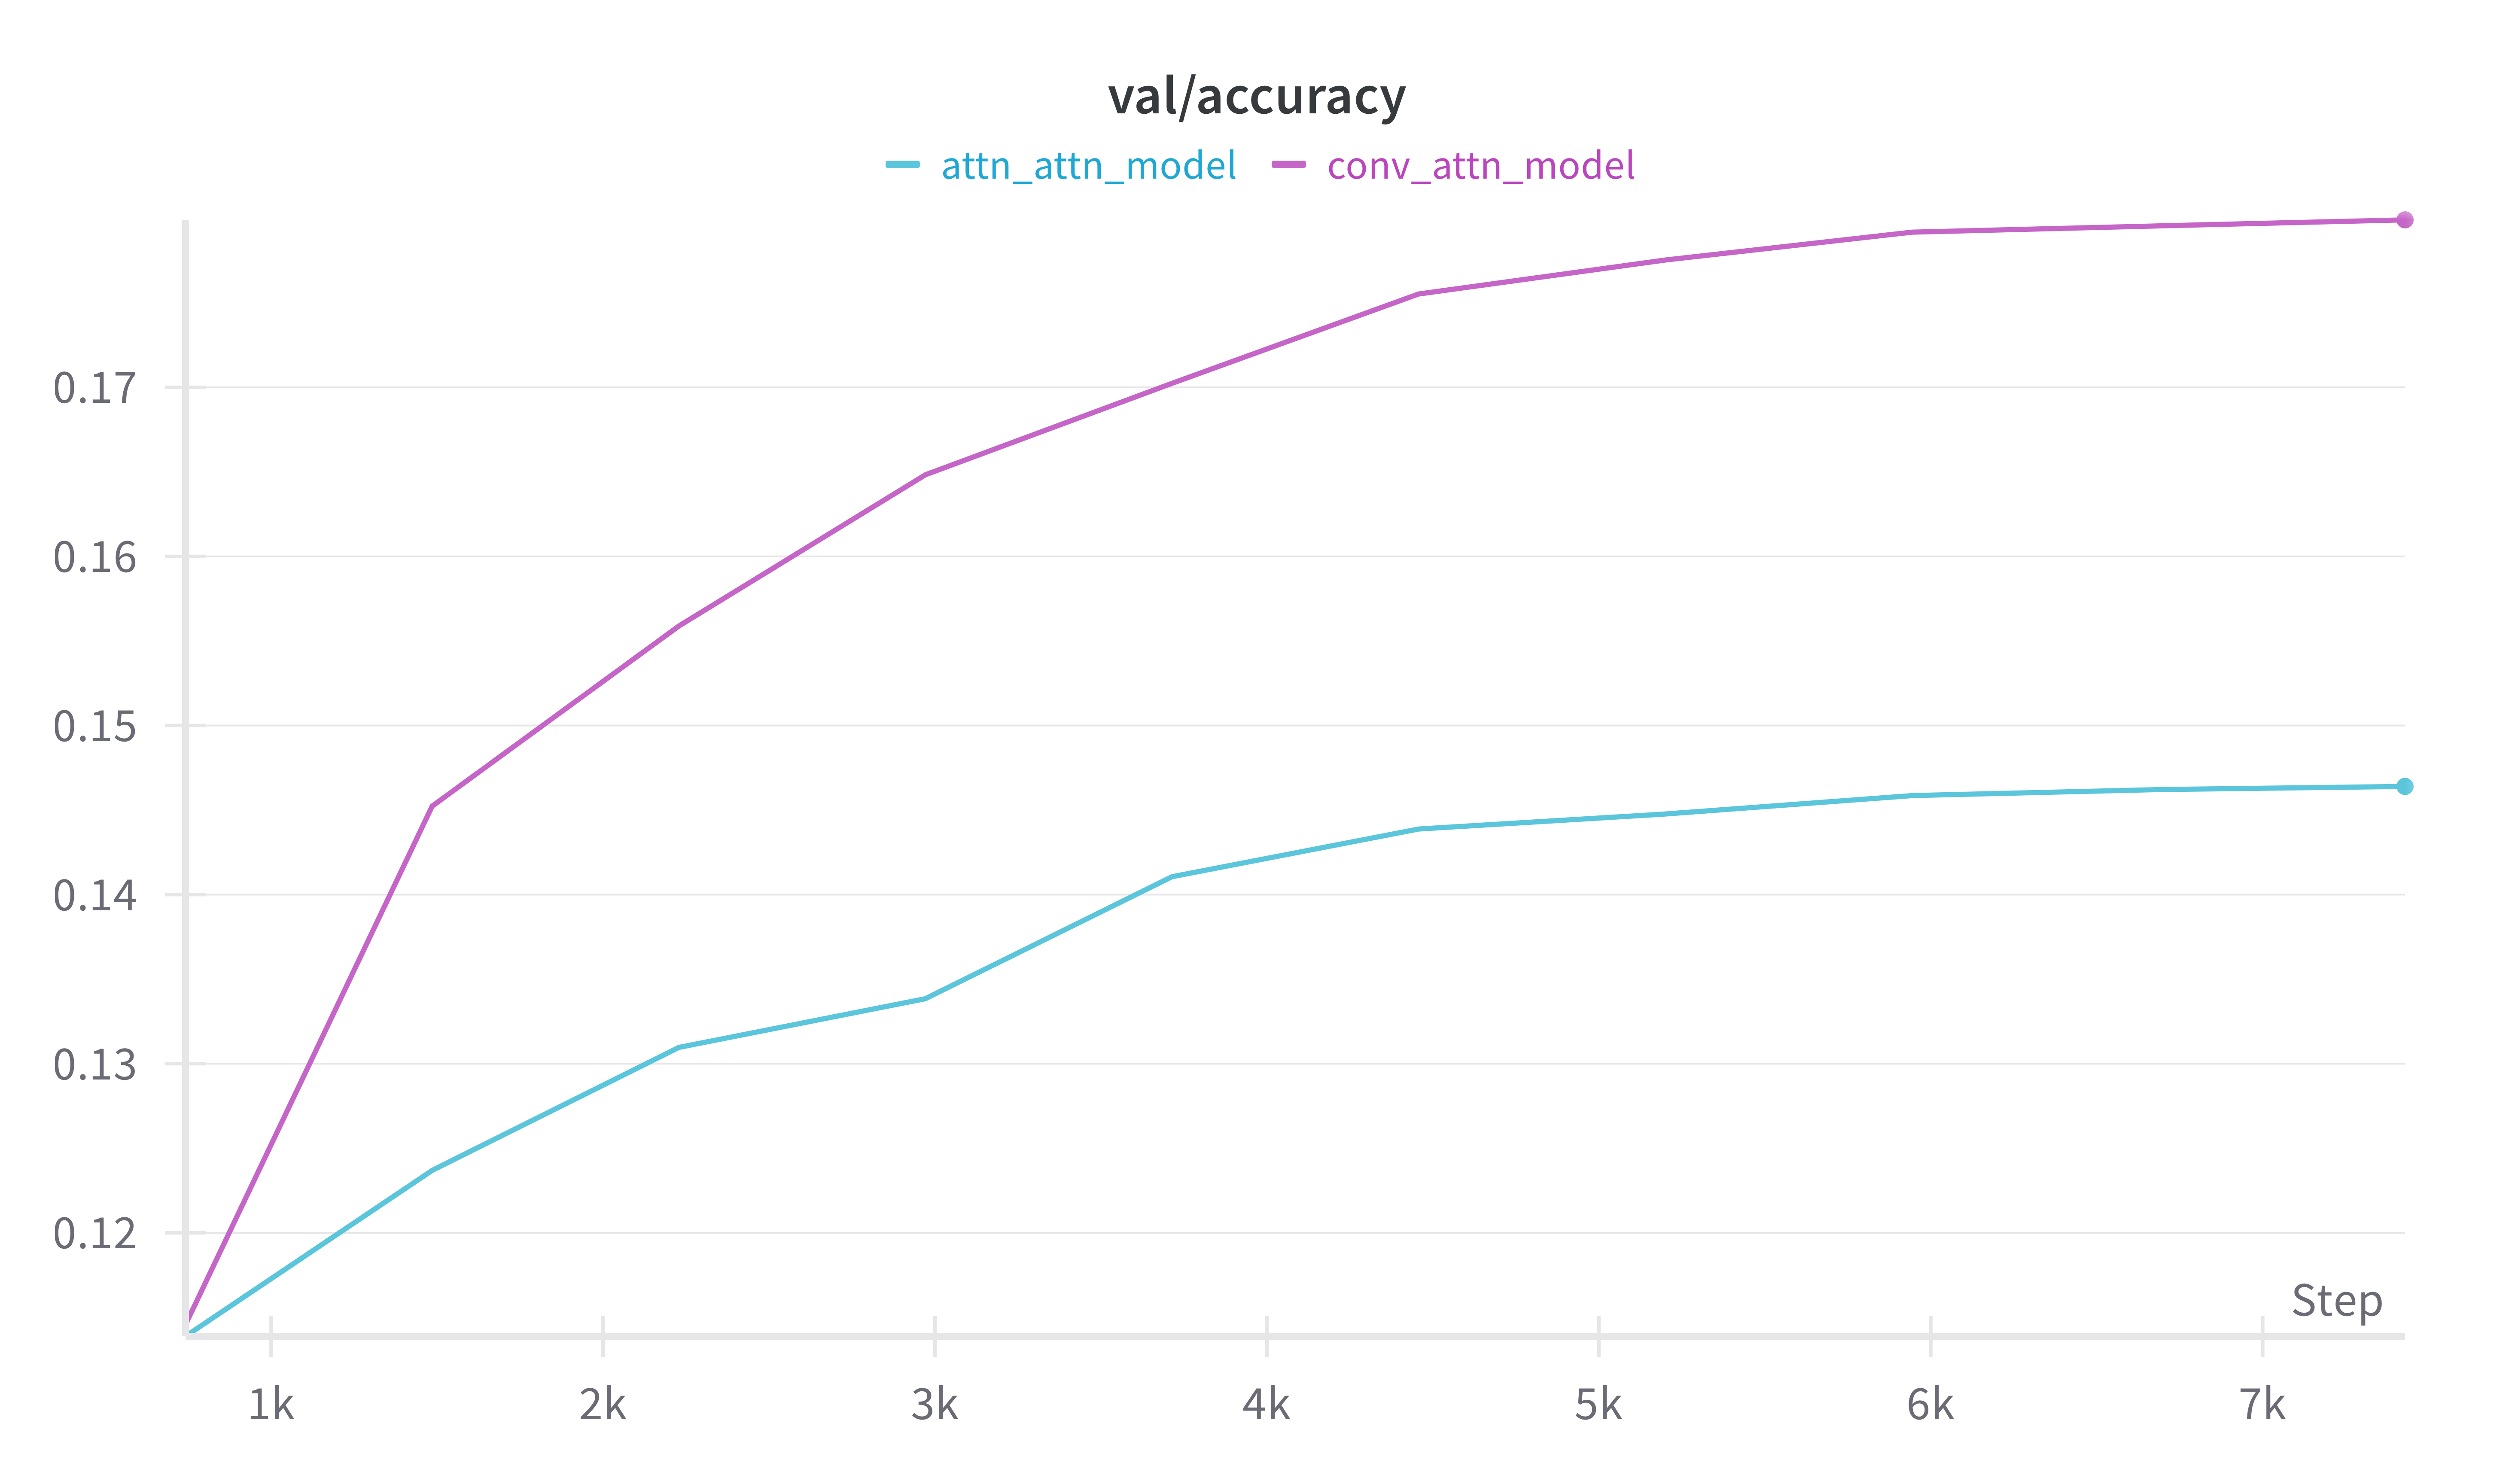 val/accuracy
attn_attn_model conv_attn_model
0.17
0.16
0.15
0.14
0.13
0.12
Step
1k 2k 3k 4k 5k 6k 7k